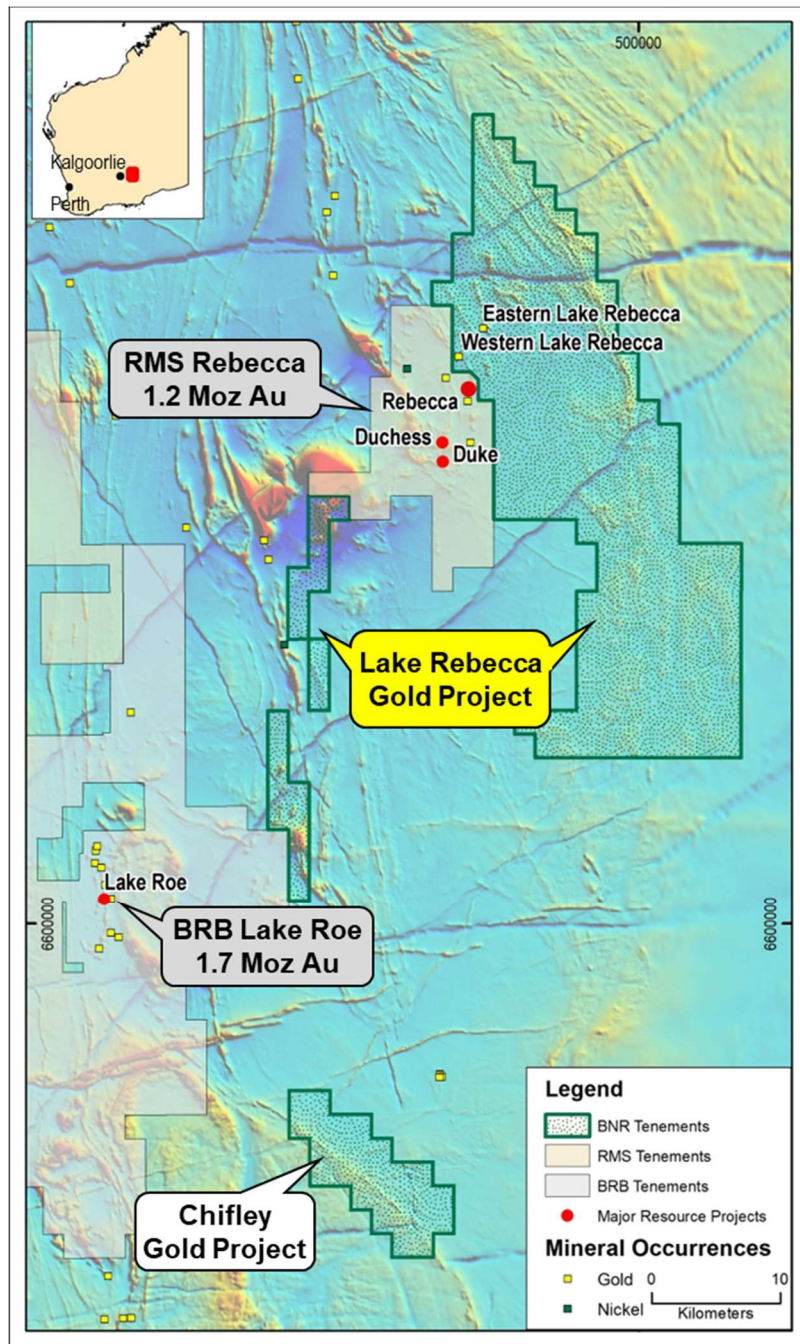 500000
Kalgoorlie
Perth
Eastern Lake Rebecca
Western Lake Rebecca
RMS Rebecca
1.2 Moz Au
Rebecca
Duchess
Duke
Lake Rebecca
Gold Project
Lake Roe
BRB Lake Roe
1.7 Moz Au
6600000
6600000
Chifley
Gold Project
Legend
BNR Tenements
RMS Tenements
BRB Tenements
Major Resource Projects
Mineral Occurrences
Gold
Nickel
0 10
Kilometers